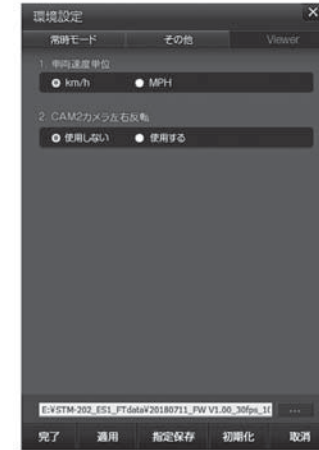 環境設定 ×
常時モード その他 Viewer
1. 車両速度単位
km/h MPH
2. CAM2カメラ左右反転
使用しない 使用する
E:¥STM-202_ES1_FTdata¥20180711_FW V1.00_30fps_1( ...
完了 適用 指定保存 初期化 取消